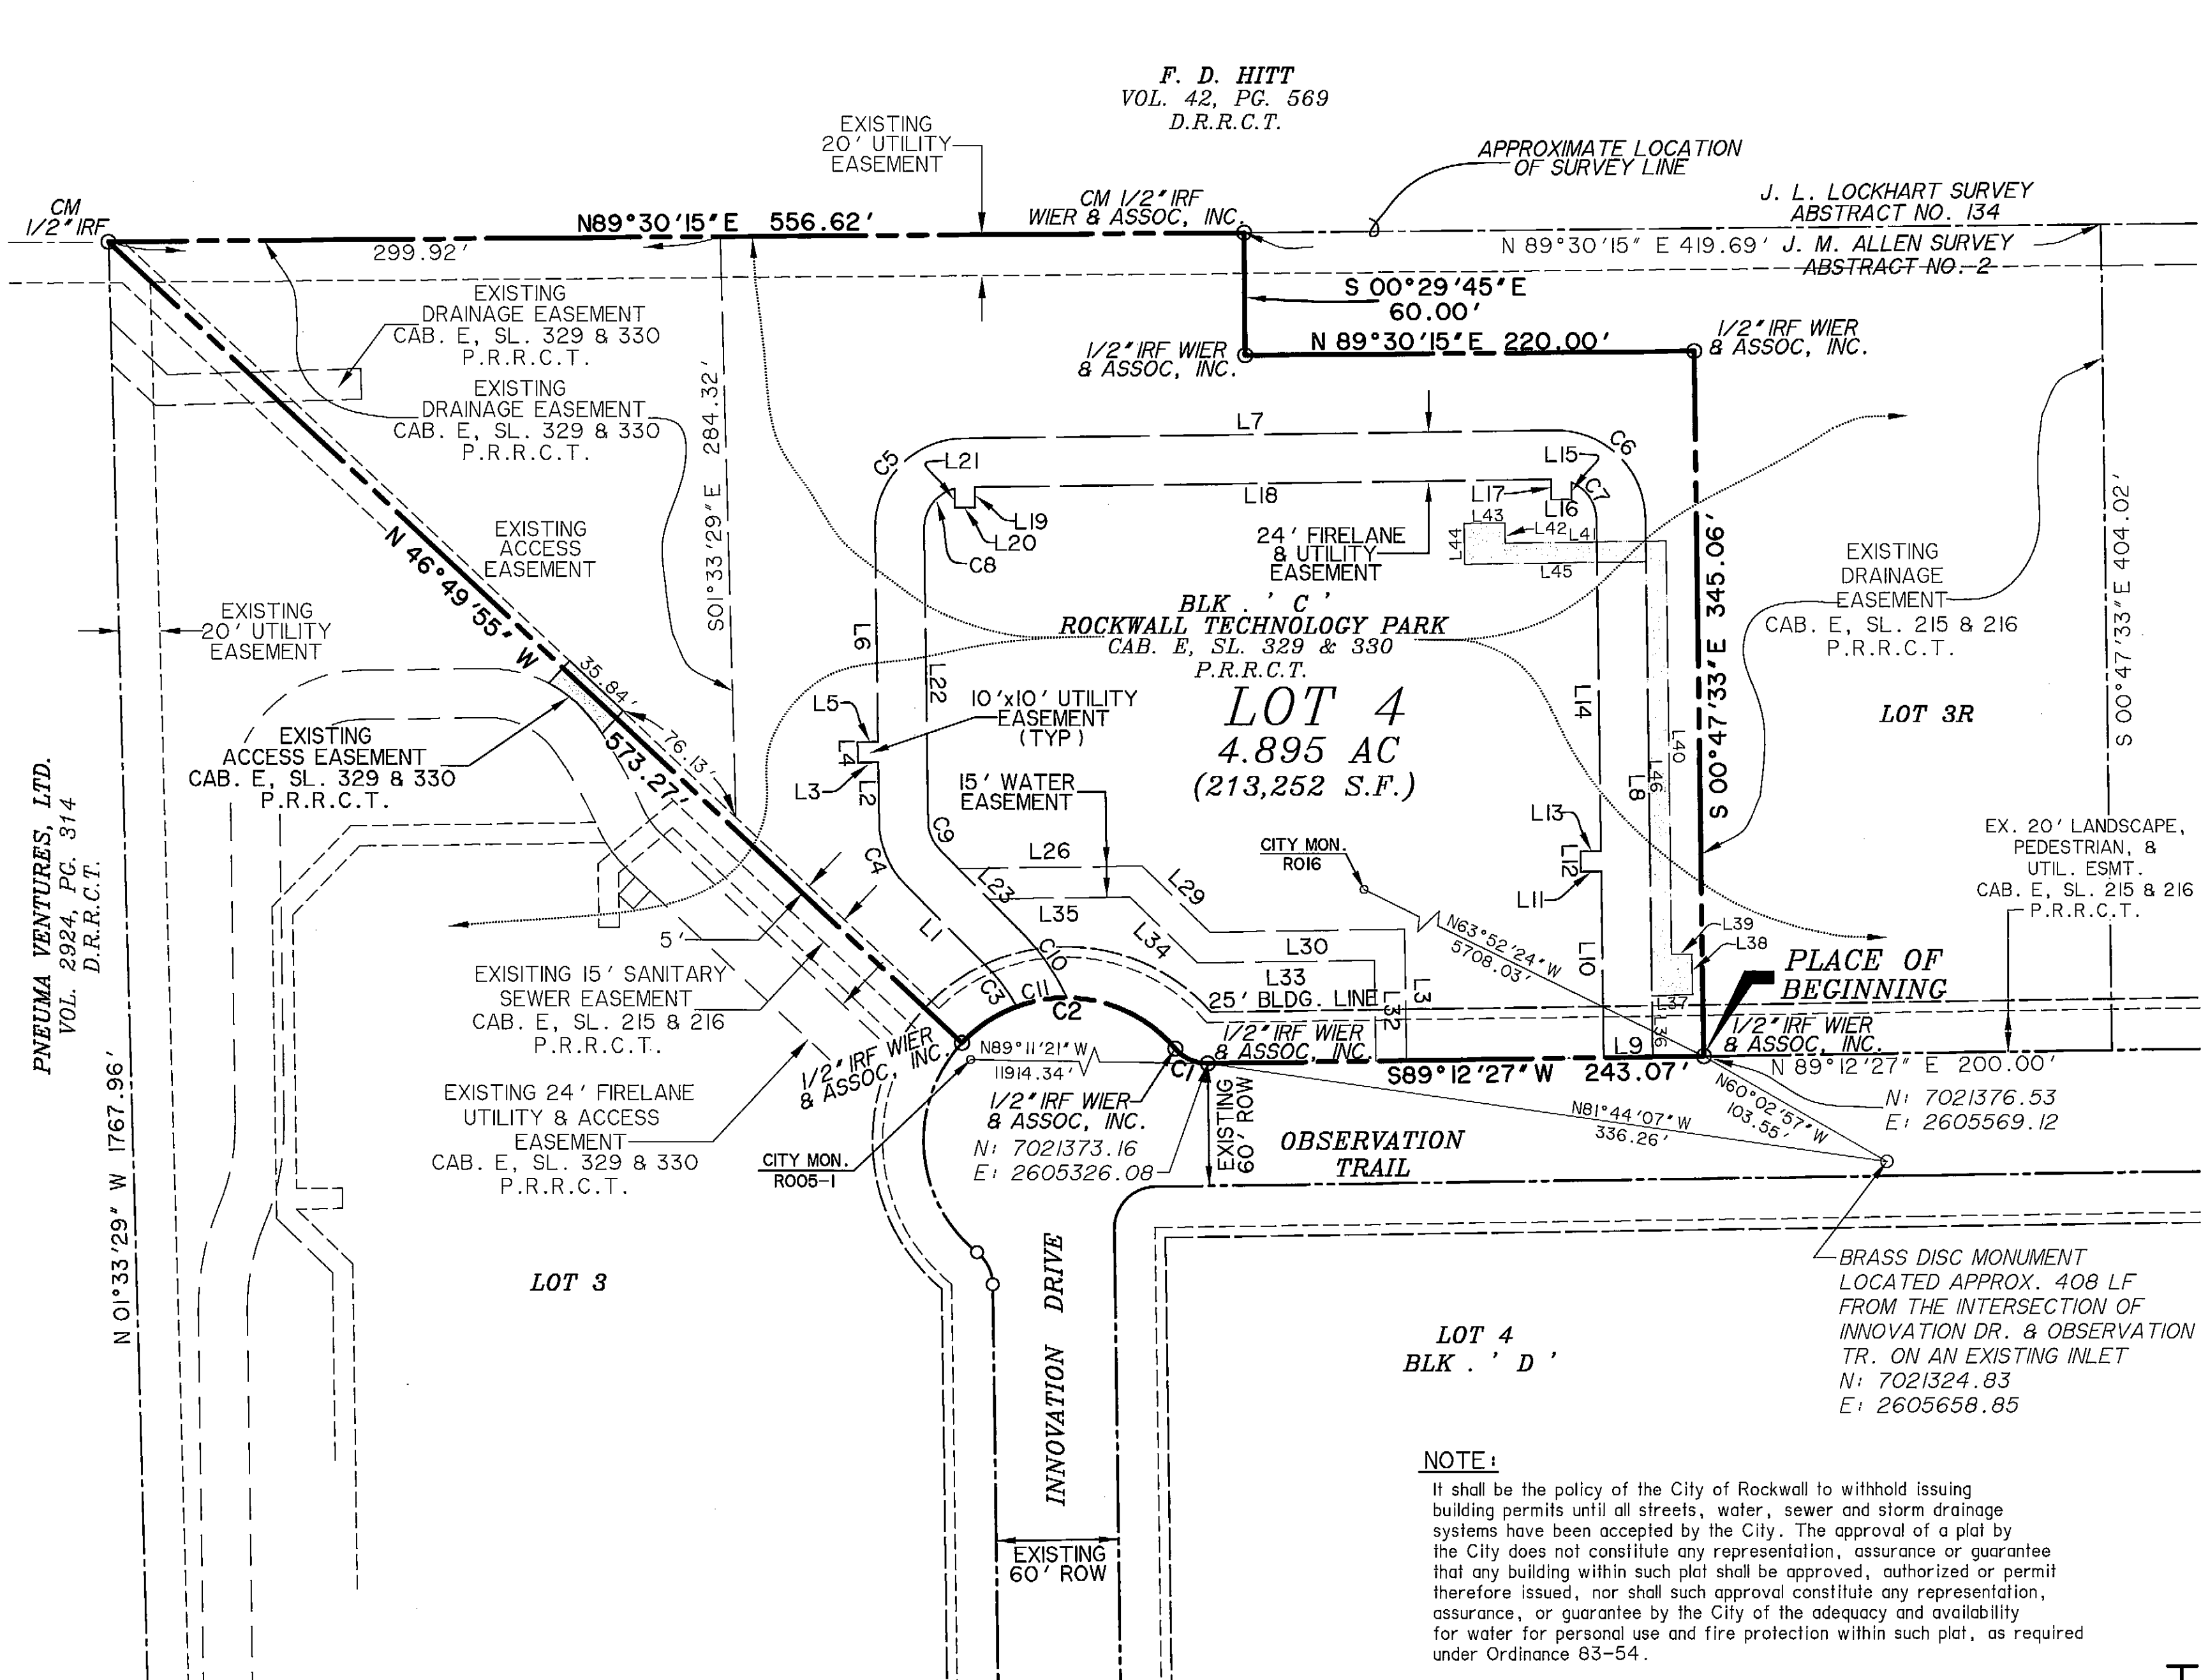 F. D. HITT
VOL. 42, PG. 569
D.R.R.C.T.
EXISTING
20' UTILITY
EASEMENT
APPROXIMATE LOCATION
OF SURVEY LINE
CM
1/2" IRF
N89°30'15"E 556.62'
299.92'
CM 1/2" IRF
WIER & ASSOC, INC.
J. L. LOCKHART SURVEY
ABSTRACT NO. 134
N 89°30'15" E 419.69'
J. M. ALLEN SURVEY
ABSTRACT NO. 2
S 00°29'45"E
60.00'
N 89°30'15"E 220.00'
1/2" IRF WIER
& ASSOC, INC.
1/2" IRF WIER
& ASSOC, INC.
EXISTING
DRAINAGE EASEMENT
CAB. E, SL. 329 & 330
P.R.R.C.T.
EXISTING
DRAINAGE EASEMENT
CAB. E, SL. 329 & 330
P.R.R.C.T.
S01°33'29"E 284.32'
L7
C5
L21
L15
C6
L18
L17
C7
L16
L19
L20
C8
24' FIRELANE
& UTILITY
EASEMENT
L43
L42
L41
L44
L45
EXISTING
ACCESS
EASEMENT
N 46°49'55" W
573.27'
EXISTING
20' UTILITY
EASEMENT
35.84'
76.13'
EXISTING
ACCESS EASEMENT
CAB. E, SL. 329 & 330
P.R.R.C.T.
BLK. 'C'
ROCKWALL TECHNOLOGY PARK
CAB. E, SL. 329 & 330
P.R.R.C.T.
LOT 4
4.895 AC
(213,252 S.F.)
L6
L22
L5
L4
L3
L2
10'x10' UTILITY
EASEMENT
(TYP)
15' WATER
EASEMENT
L14
L8
L46
L40
S 00°47'33"E 345.06'
EXISTING
DRAINAGE
EASEMENT
CAB. E, SL. 215 & 216
P.R.R.C.T.
S 00°47'33"E 404.02'
LOT 3R
EX. 20' LANDSCAPE,
PEDESTRIAN, &
UTIL. ESMT.
CAB. E, SL. 215 & 216
P.R.R.C.T.
C9
C4
L26
L23
L29
L35
L34
L1
C10
L30
L33
L31
L32
C3
C11
C2
CITY MON.
R016
L13
L12
L11
L10
N63°52'24"W
5708.03'
L39
L38
L37
L36
PLACE OF
BEGINNING
5'
EXISITING 15' SANITARY
SEWER EASEMENT
CAB. E, SL. 215 & 216
P.R.R.C.T.
25' BLDG. LINE
1/2" IRF WIER
& ASSOC, INC.
1/2" IRF WIER
& ASSOC, INC.
1/2" IRF WIER
& ASSOC, INC.
N89°11'21"W
11914.34'
C1
L9
S89°12'27"W 243.07'
N 89°12'27" E 200.00'
N: 7021376.53
E: 2605569.12
N60°02'57"W
103.55'
N81°44'07"W
336.26'
1/2" IRF WIER
& ASSOC, INC.
N: 7021373.16
E: 2605326.08
EXISTING
60' ROW
OBSERVATION
TRAIL
EXISTING 24' FIRELANE
UTILITY & ACCESS
EASEMENT
CAB. E, SL. 329 & 330
P.R.R.C.T.
CITY MON.
R005-1
PNEUMA VENTURES, LTD.
VOL. 2924, PG. 314
D.R.R.C.T.
N 01°33'29" W 1767.96'
LOT 3
INNOVATION DRIVE
EXISTING
60' ROW
LOT 4
BLK. 'D'
BRASS DISC MONUMENT
LOCATED APPROX. 408 LF
FROM THE INTERSECTION OF
INNOVATION DR. & OBSERVATION
TR. ON AN EXISTING INLET
N: 7021324.83
E: 2605658.85
NOTE:
It shall be the policy of the City of Rockwall to withhold issuing
building permits until all streets, water, sewer and storm drainage
systems have been accepted by the City. The approval of a plat by
the City does not constitute any representation, assurance or guarantee
that any building within such plat shall be approved, authorized or permit
therefore issued, nor shall such approval constitute any representation,
assurance, or guarantee by the City of the adequacy and availability
for water for personal use and fire protection within such plat, as required
under Ordinance 83-54.